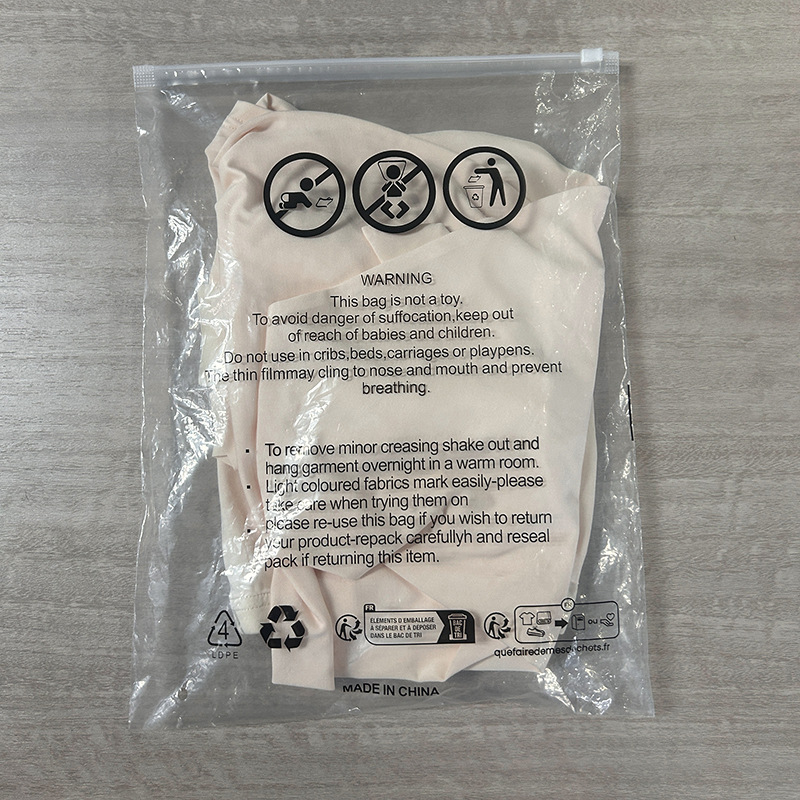 WARNING
This bag is not a toy.
To avoid danger of suffocation,keep out
of reach of babies and children.
Do not use in cribs,beds,carriages or playpens.
The thin filmmay cling to nose and mouth and prevent
breathing.
· To remove minor creasing shake out and
hang garment overnight in a warm room.
· Light coloured fabrics mark easily-please
take care when trying them on
· please re-use this bag if you wish to return
your product-repack carefullyh and reseal
pack if returning this item.
4
LDPE
FR
ELEMENTS D'EMBALLAGE
À SÉPARER ET À DÉPOSER
DANS LE BAC DE TRI
BAC
DE
TRI
OU
quefairedemesdechets.fr
MADE IN CHINA